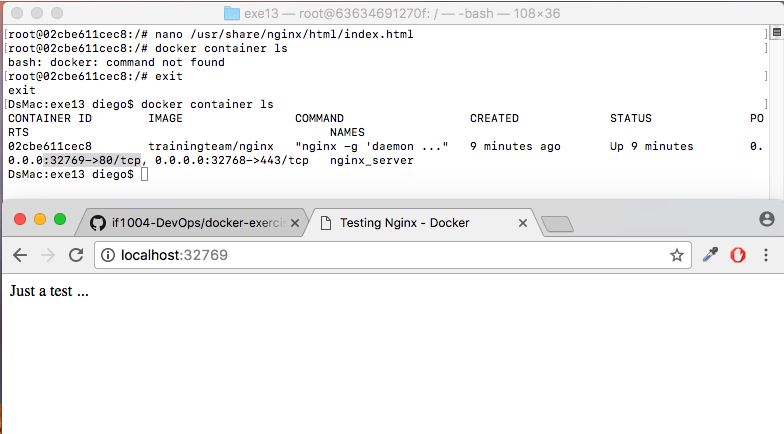 exe13 — root@63634691270f: / — -bash — 108×36
[root@02cbe611cec8:/# nano /usr/share/nginx/html/index.html ]
[root@02cbe611cec8:/# docker container ls ]
bash: docker: command not found
[root@02cbe611cec8:/# exit ]
exit
[DsMac:exe13 diego$ docker container ls ]
CONTAINER ID IMAGE COMMAND CREATED STATUS PO
RTS NAMES
02cbe611cec8 trainingteam/nginx "nginx -g 'daemon ..." 9 minutes ago Up 9 minutes 0.
0.0.0:32769->80/tcp, 0.0.0.0:32768->443/tcp nginx_server
DsMac:exe13 diego$
if1004-DevOps/docker-exerci Testing Nginx - Docker
localhost:32769
Just a test ...